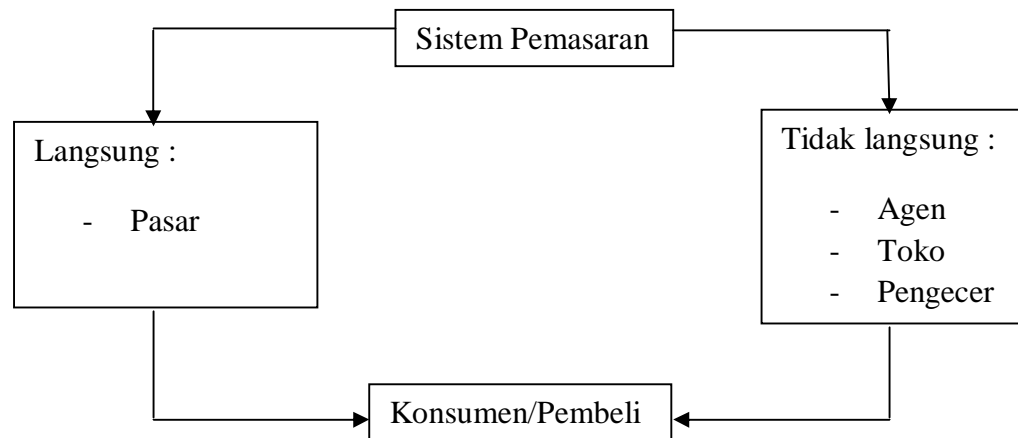 Sistem Pemasaran
Langsung :
- Pasar
Tidak langsung :
- Agen
- Toko
- Pengecer
Konsumen/Pembeli